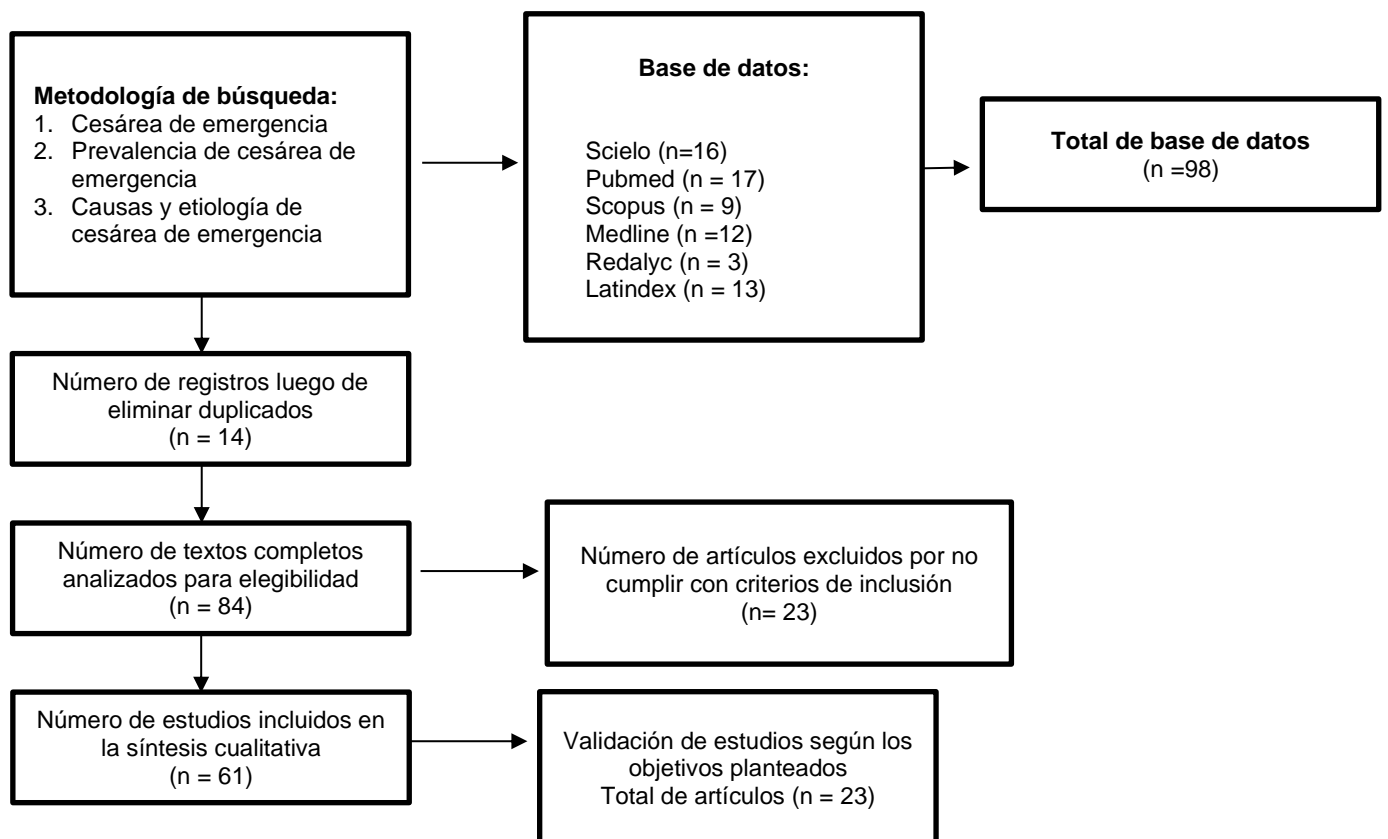 Metodología de búsqueda:
1. Cesárea de emergencia
2. Prevalencia de cesárea de
emergencia
3. Causas y etiología de
cesárea de emergencia
Base de datos:
Scielo (n=16)
Pubmed (n = 17)
Scopus (n = 9)
Medline (n =12)
Redalyc (n = 3)
Latindex (n = 13)
Total de base de datos
(n =98)
Número de registros luego de
eliminar duplicados
(n = 14)
Número de textos completos
analizados para elegibilidad
(n = 84)
Número de artículos excluidos por no
cumplir con criterios de inclusión
(n= 23)
Número de estudios incluidos en
la síntesis cualitativa
(n = 61)
Validación de estudios según los
objetivos planteados
Total de artículos (n = 23)